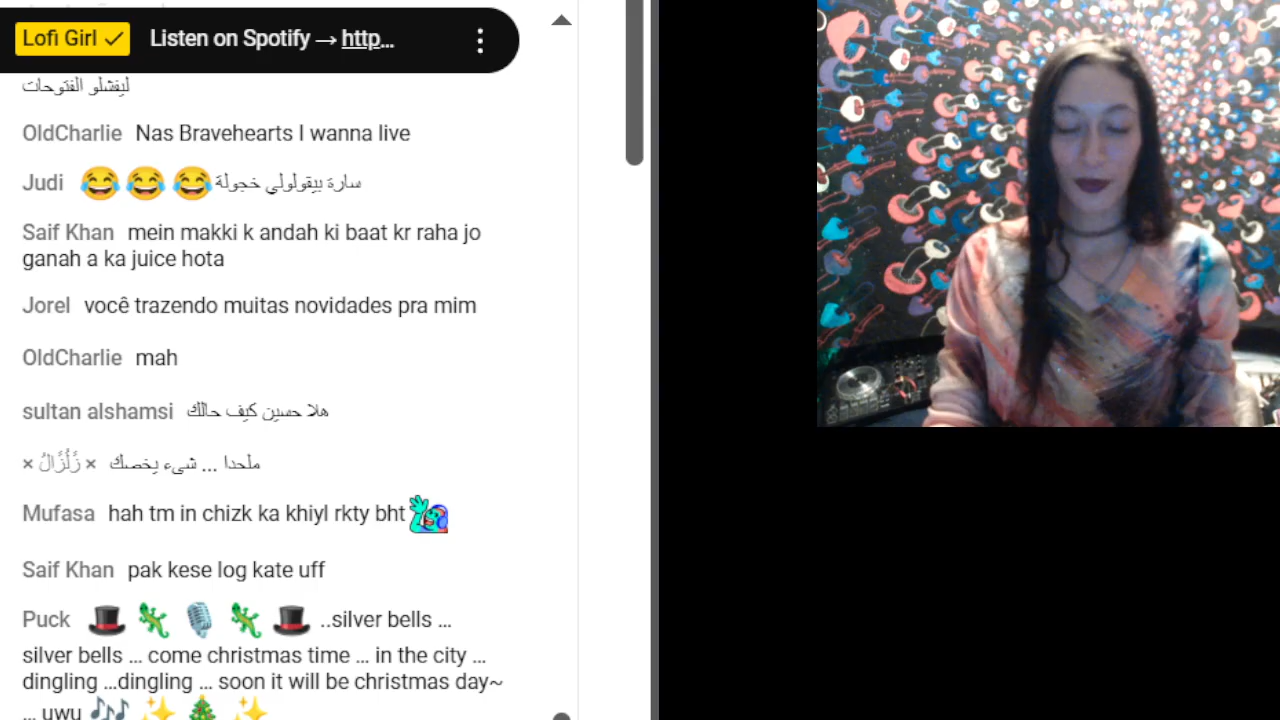 Lofi Girl ✓ Listen on Spotify → http...
ليفشلو الفتوحات
OldCharlie Nas Bravehearts I wanna live
Judi 😂😂😂 سارة بيقولولي خجولة
Saif Khan mein makki k andah ki baat kr raha jo
ganah a ka juice hota
Jorel você trazendo muitas novidades pra mim
OldCharlie mah
sultan alshamsi هلا حسين كيف حالك
ملحدا ... شىء يخصك
Mufasa hah tm in chizk ka khiyl rkty bht
Saif Khan pak kese log kate uff
Puck 🎩🦎🎙️🦎🎩 ..silver bells ...
silver bells ... come christmas time ... in the city ...
dingling ...dingling ... soon it will be christmas day~
... uwu 🎶✨🎄✨